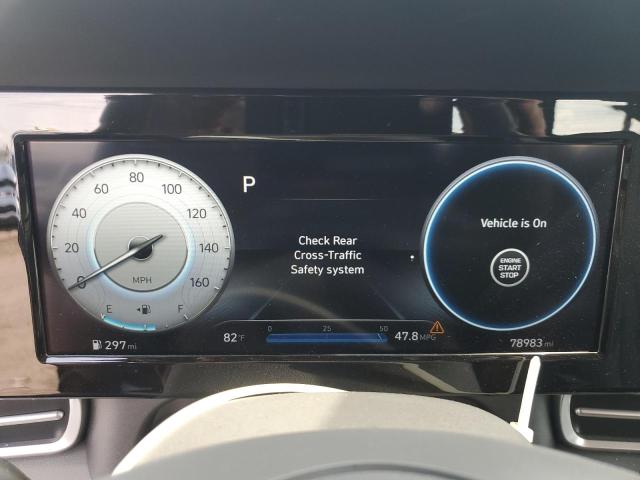 80
60 100
40 120
20 140
0 160
MPH
E F
297 mi
P
Check Rear
Cross-Traffic
Safety system
0 25 50
82°F 47.8 MPG
Vehicle is On
ENGINE
START
STOP
78983 mi